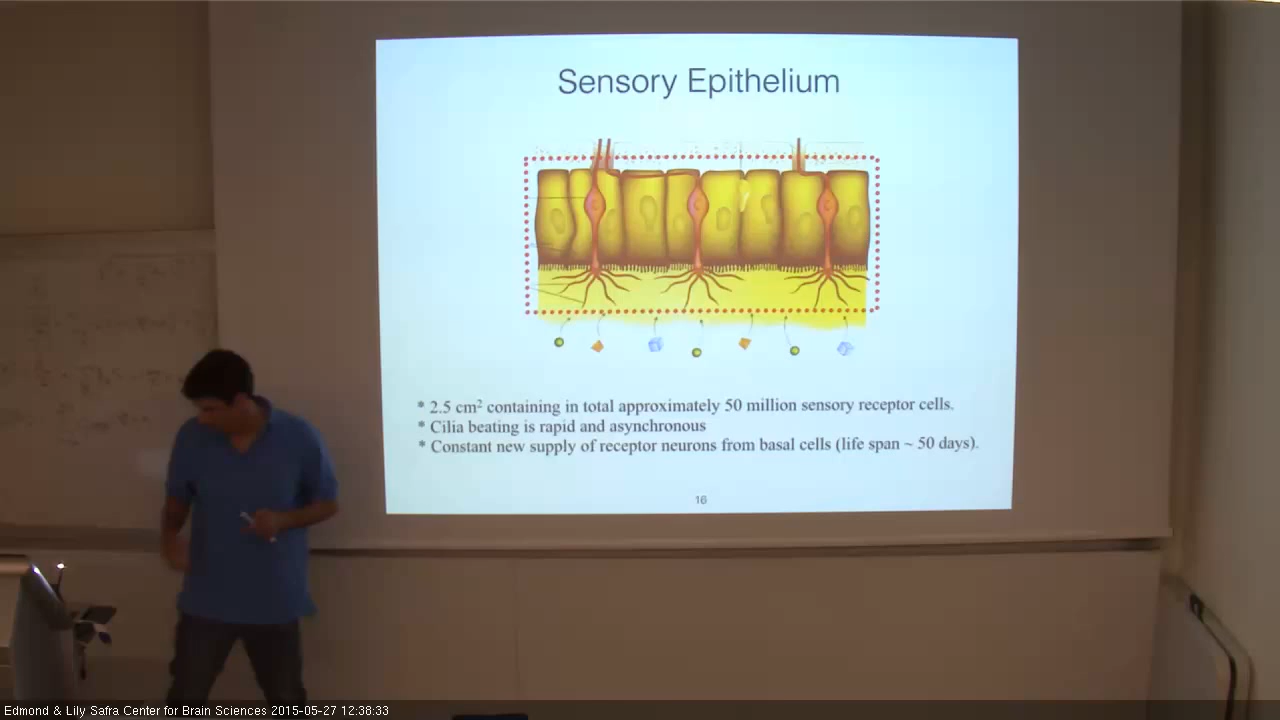 Sensory Epithelium
* 2.5 cm² containing in total approximately 50 million sensory receptor cells.
* Cilia beating is rapid and asynchronous
* Constant new supply of receptor neurons from basal cells (life span ~ 50 days).
16
Edmond & Lily Safra Center for Brain Sciences 2015-05-27 12:38:33